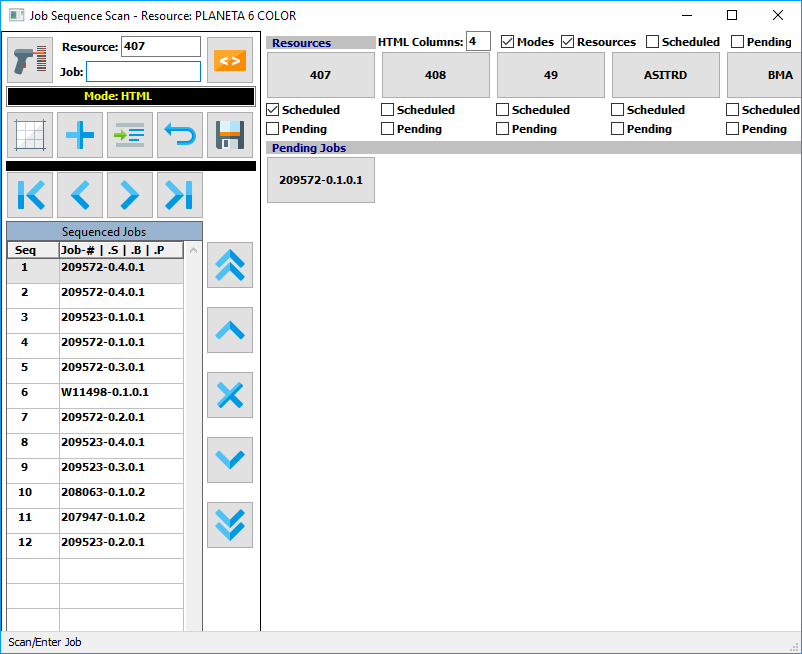 Job Sequence Scan - Resource: PLANETA 6 COLOR
Resource: 407
Job:
<>
Mode: HTML
Sequenced Jobs
Seq Job-# | .S | .B | .P
1 209572-0.4.0.1
2 209572-0.4.0.1
3 209523-0.1.0.1
4 209572-0.1.0.1
5 209572-0.3.0.1
6 W11498-0.1.0.1
7 209572-0.2.0.1
8 209523-0.4.0.1
9 209523-0.3.0.1
10 208063-0.1.0.2
11 207947-0.1.0.2
12 209523-0.2.0.1
Resources HTML Columns: 4 Modes Resources Scheduled Pending
407 408 49 ASITRD BMA
Scheduled Scheduled Scheduled Scheduled Scheduled
Pending Pending Pending Pending Pending
Pending Jobs
209572-0.1.0.1
Scan/Enter Job